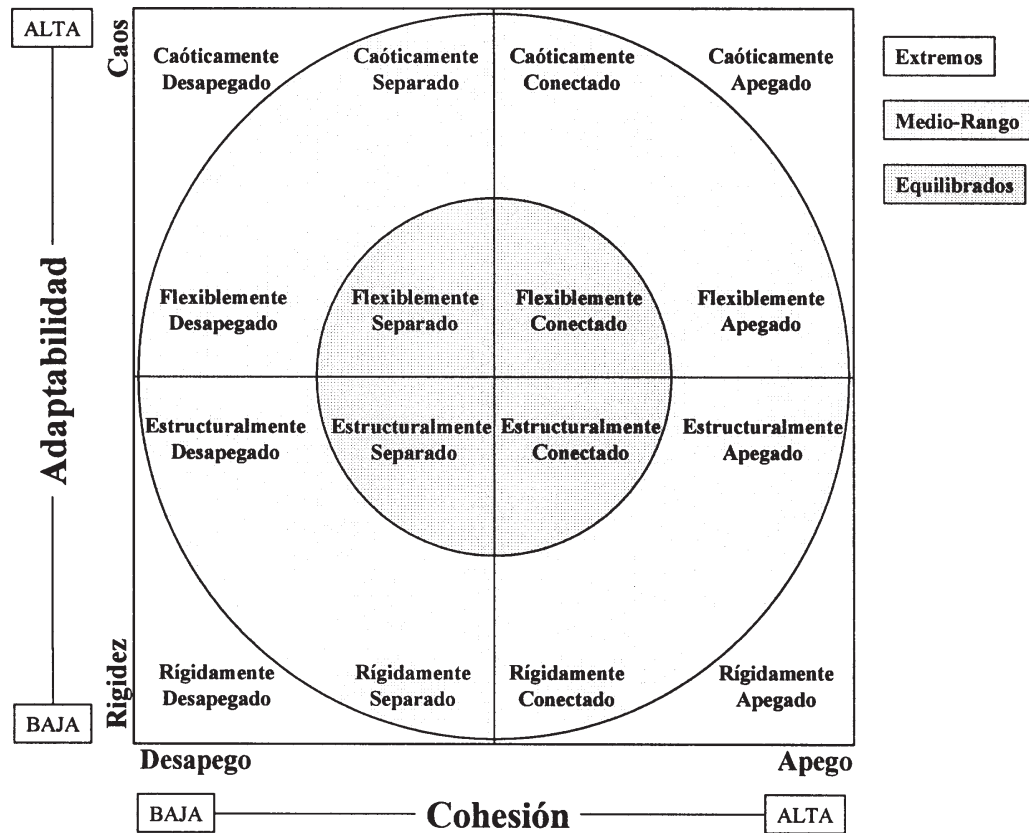 ALTA
Caos
Caóticamente
Desapegado
Caóticamente
Separado
Caóticamente
Conectado
Caóticamente
Apegado
Extremos
Medio-Rango
Equilibrados
Adaptabilidad
Flexiblemente
Desapegado
Flexiblemente
Separado
Flexiblemente
Conectado
Flexiblemente
Apegado
Estructuralmente
Desapegado
Estructuralmente
Separado
Estructuralmente
Conectado
Estructuralmente
Apegado
Rígidamente
Desapegado
Rígidamente
Separado
Rígidamente
Conectado
Rígidamente
Apegado
Rigidez
BAJA
Desapego
Apego
BAJA
Cohesión
ALTA